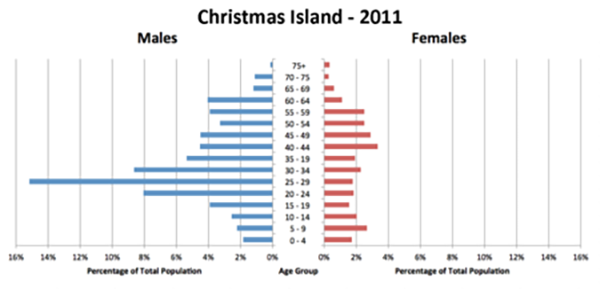 Christmas Island - 2011
Males Females
75+
70 - 75
65 - 69
60 - 64
55 - 59
50 - 54
45 - 49
40 - 44
35 - 19
30 - 34
25 - 29
20 - 24
15 - 19
10 - 14
5 - 9
0 - 4
16% 14% 12% 10% 8% 6% 4% 2% 0% 0% 2% 4% 6% 8% 10% 12% 14% 16%
Percentage of Total Population Age Group Percentage of Total Population